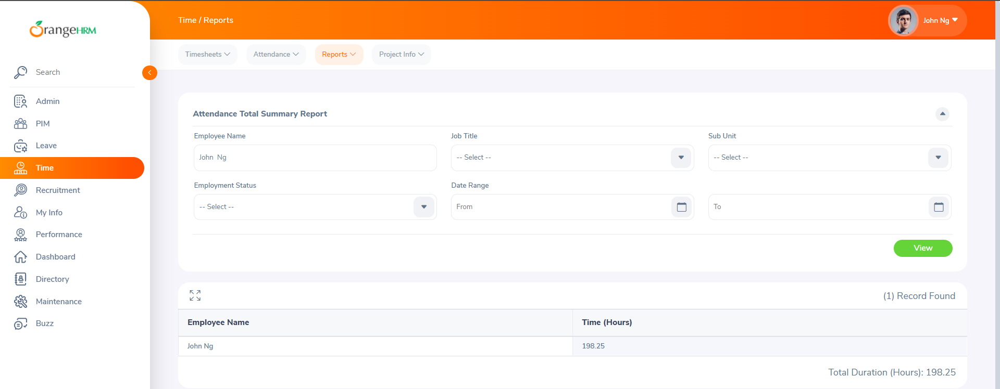 OrangeHRM
Time / Reports
John Ng
Timesheets
Attendance
Reports
Project Info
Search
Admin
PIM
Leave
Time
Recruitment
My Info
Performance
Dashboard
Directory
Maintenance
Buzz
Attendance Total Summary Report
Employee Name
Job Title
Sub Unit
John  Ng
-- Select --
-- Select --
Employment Status
Date Range
-- Select --
From
To
View
(1) Record Found
Employee Name
Time (Hours)
John Ng
198.25
Total Duration (Hours): 198.25